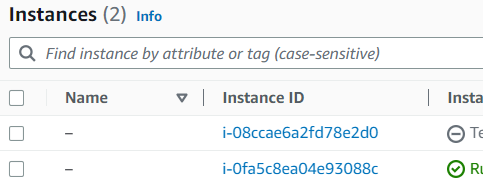 Instances (2) Info
Find instance by attribute or tag (case-sensitive)
Name Instance ID Insta
– i-08ccae6a2fd78e2d0 Te
– i-0fa5c8ea04e93088c Ru